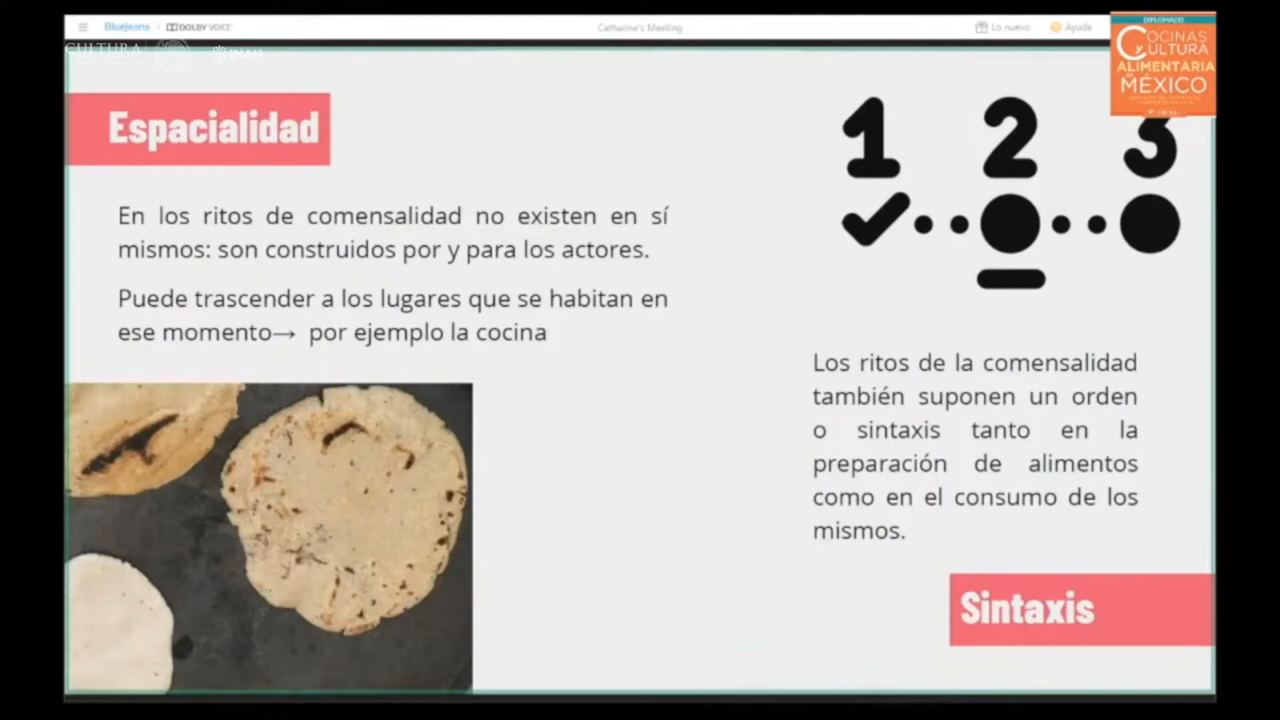 BlueJeans / DOLBY VOICE
Catharine's Meeting
Lo nuevo
Ayuda
CULTURA
DIPLOMADO
COCINAS
Y CULTURA
ALIMENTARIA
MÉXICO
Espacialidad
En los ritos de comensalidad no existen en sí
mismos: son construidos por y para los actores.
Puede trascender a los lugares que se habitan en
ese momento→ por ejemplo la cocina
1 2 3
Los ritos de la comensalidad
también suponen un orden
o sintaxis tanto en la
preparación de alimentos
como en el consumo de los
mismos.
Sintaxis